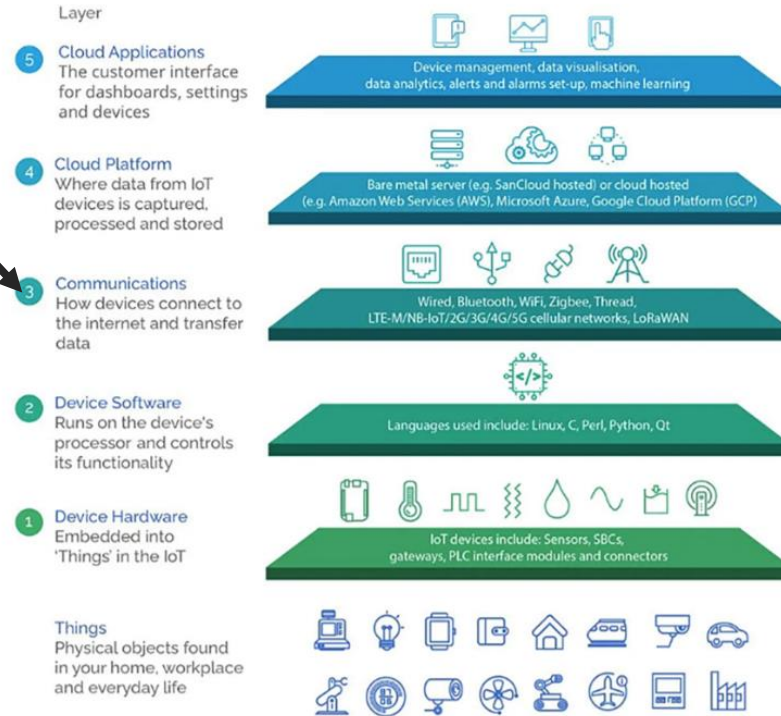 Layer
5
Cloud Applications
The customer interface
for dashboards, settings
and devices
Device management, data visualisation,
data analytics, alerts and alarms set-up, machine learning
4
Cloud Platform
Where data from IoT
devices is captured,
processed and stored
Bare metal server (e.g. SanCloud hosted) or cloud hosted
(e.g. Amazon Web Services (AWS), Microsoft Azure, Google Cloud Platform (GCP)
3
Communications
How devices connect to
the internet and transfer
data
Wired, Bluetooth, WiFi, Zigbee, Thread,
LTE-M/NB-IoT/2G/3G/4G/5G cellular networks, LoRaWAN
2
Device Software
Runs on the device's
processor and controls
its functionality
</>
Languages used include: Linux, C, Perl, Python, Qt
1
Device Hardware
Embedded into
'Things' in the IoT
IoT devices include: Sensors, SBCs,
gateways, PLC interface modules and connectors
Things
Physical objects found
in your home, workplace
and everyday life